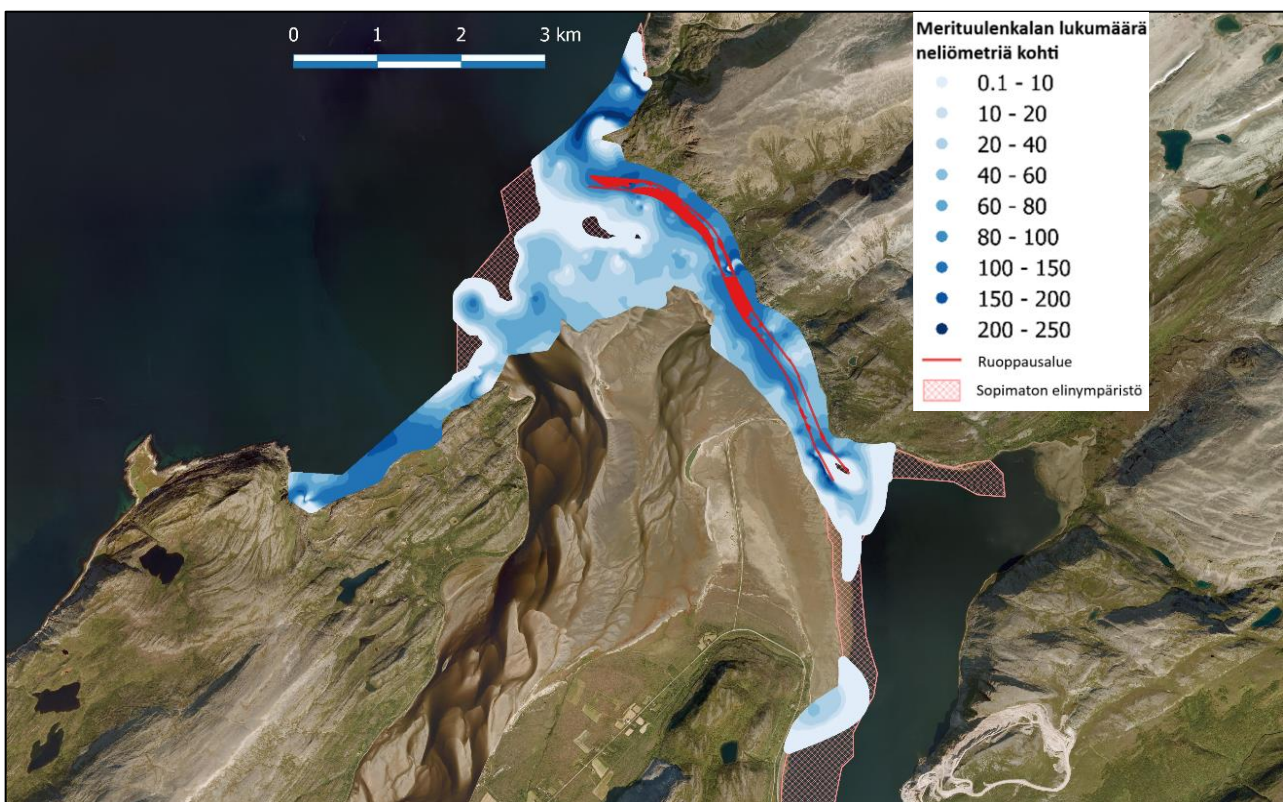 0 1 2 3 km
Merituulenkalan lukumäärä
neliömetriä kohti
0.1 - 10
10 - 20
20 - 40
40 - 60
60 - 80
80 - 100
100 - 150
150 - 200
200 - 250
Ruoppausalue
Sopimaton elinympäristö